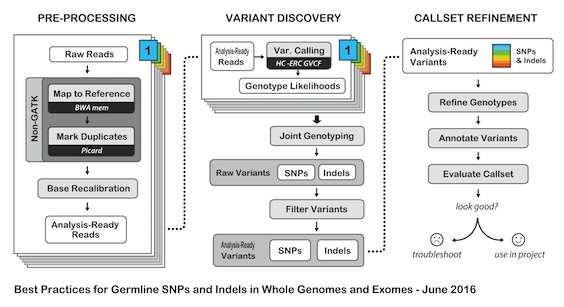 PRE-PROCESSING
1
Raw Reads
Non-GATK
Map to Reference
BWA mem
Mark Duplicates
Picard
Base Recalibration
Analysis-Ready
Reads
VARIANT DISCOVERY
1
Analysis-Ready
Reads
Var. Calling
HC -ERC GVCF
Genotype Likelihoods
Joint Genotyping
Raw Variants
SNPs
Indels
Filter Variants
Analysis-Ready
Variants
SNPs
Indels
CALLSET REFINEMENT
Analysis-Ready
Variants
SNPs
& Indels
Refine Genotypes
Annotate Variants
Evaluate Callset
look good?
troubleshoot
use in project
Best Practices for Germline SNPs and Indels in Whole Genomes and Exomes - June 2016